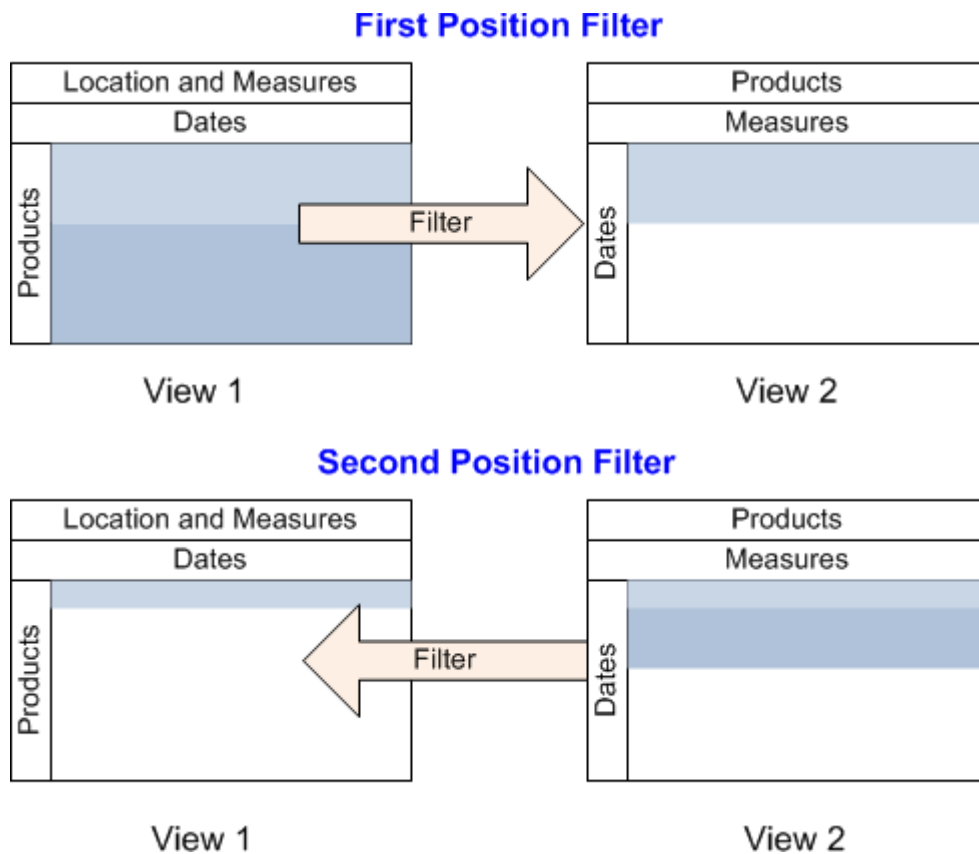 First Position Filter
Location and Measures
Dates
Products
Filter
Products
Measures
Dates
View 1
View 2
Second Position Filter
Location and Measures
Dates
Products
Filter
Products
Measures
Dates
View 1
View 2